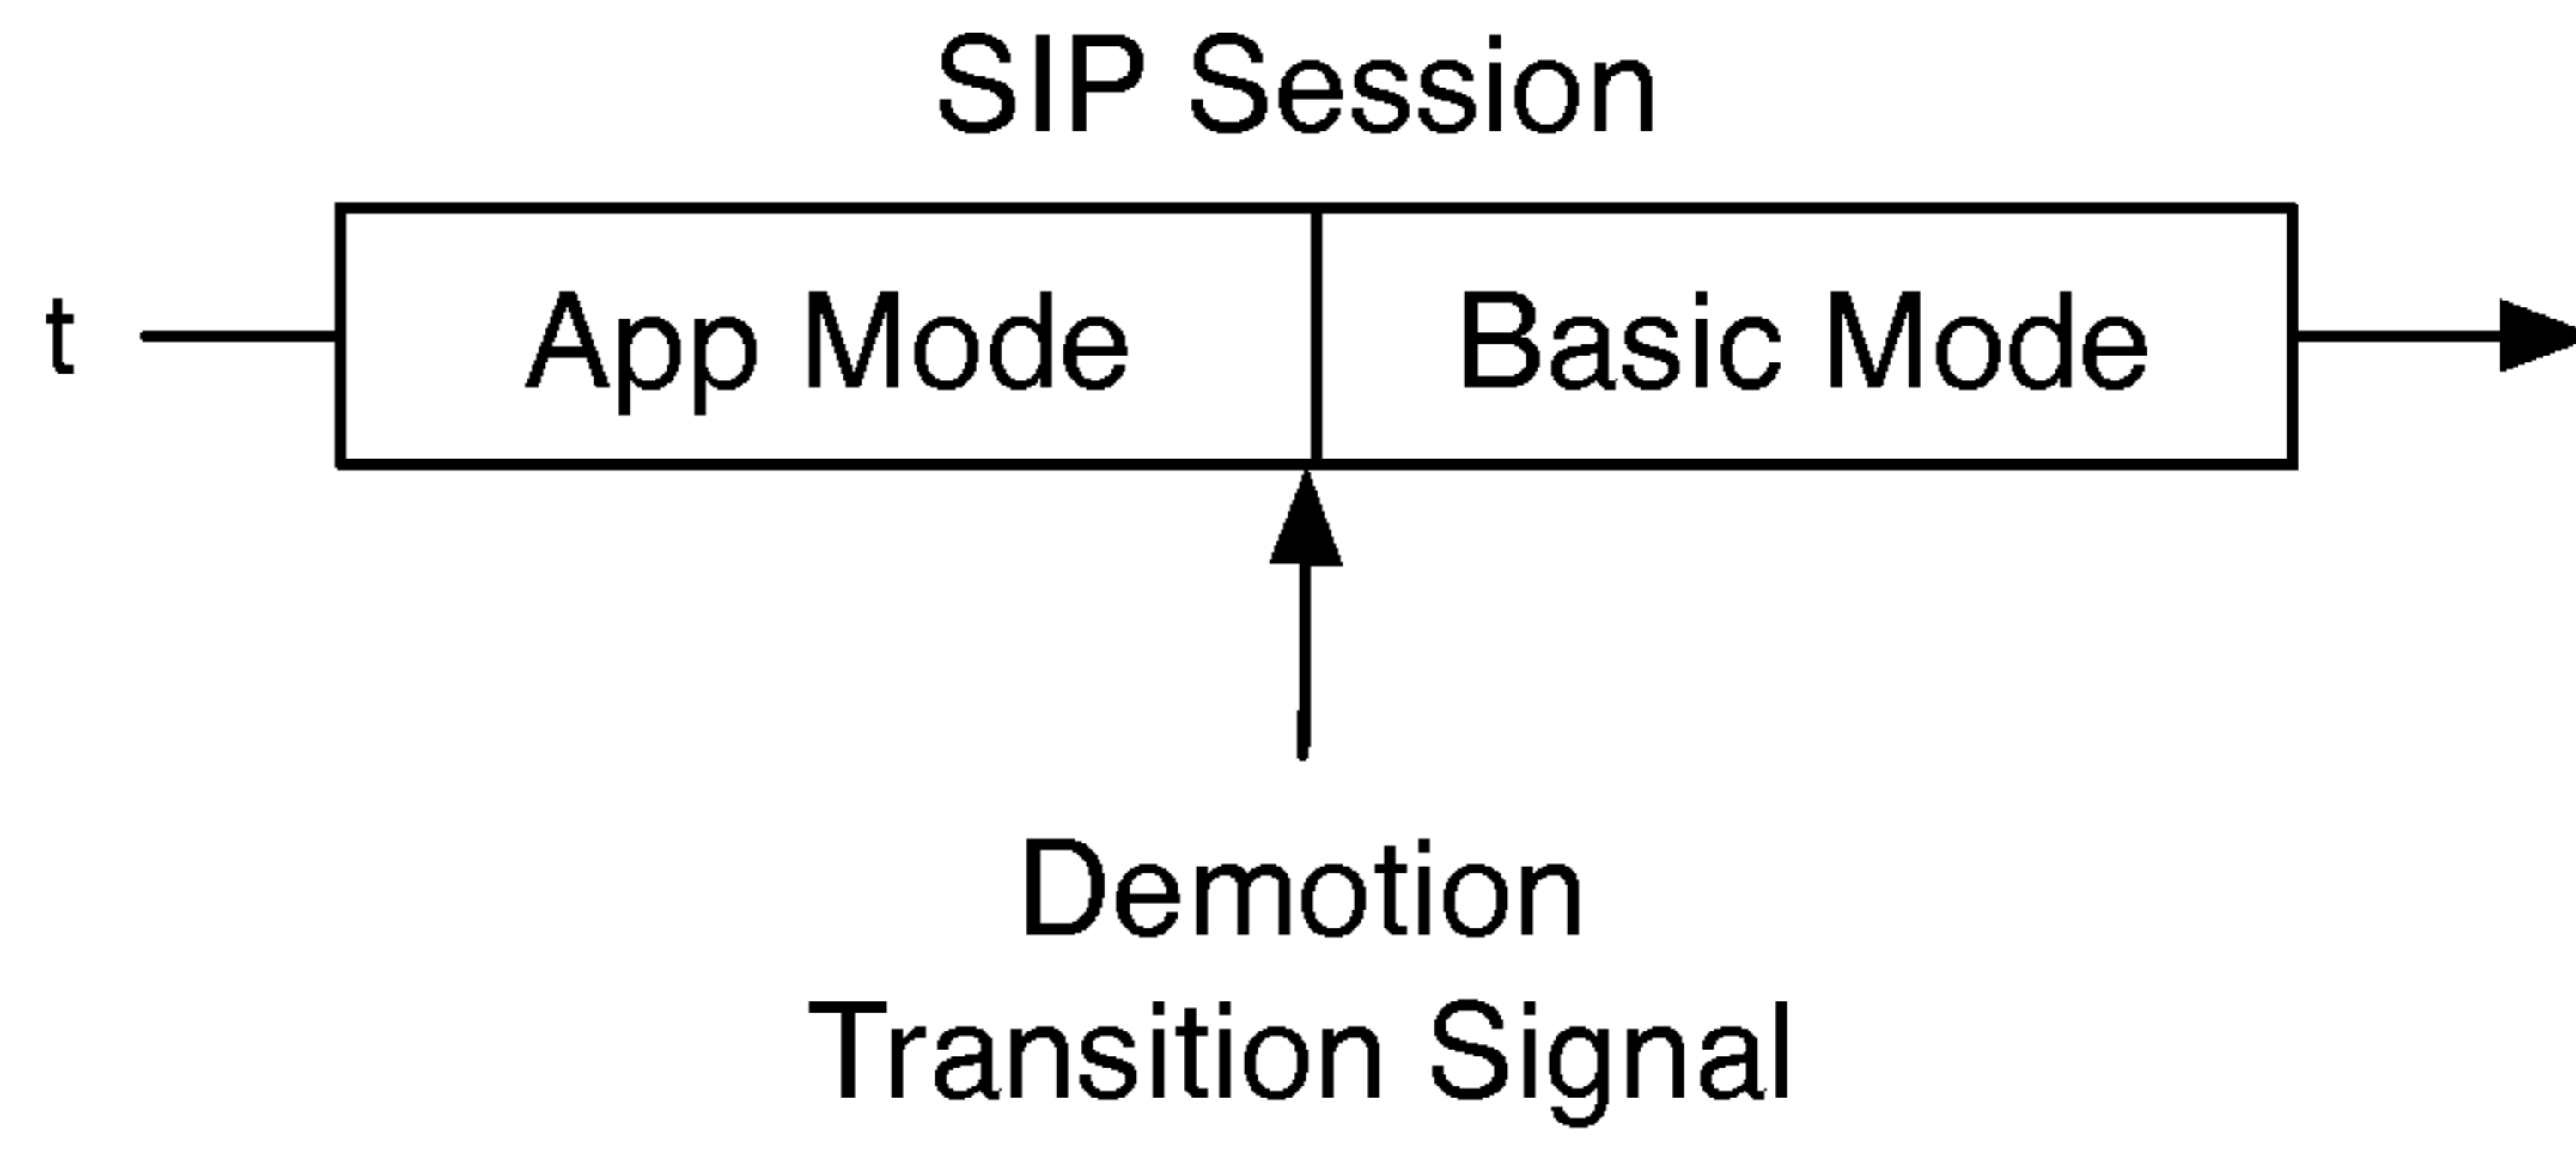 SIP Session
t
App Mode
Basic Mode
Demotion
Transition Signal